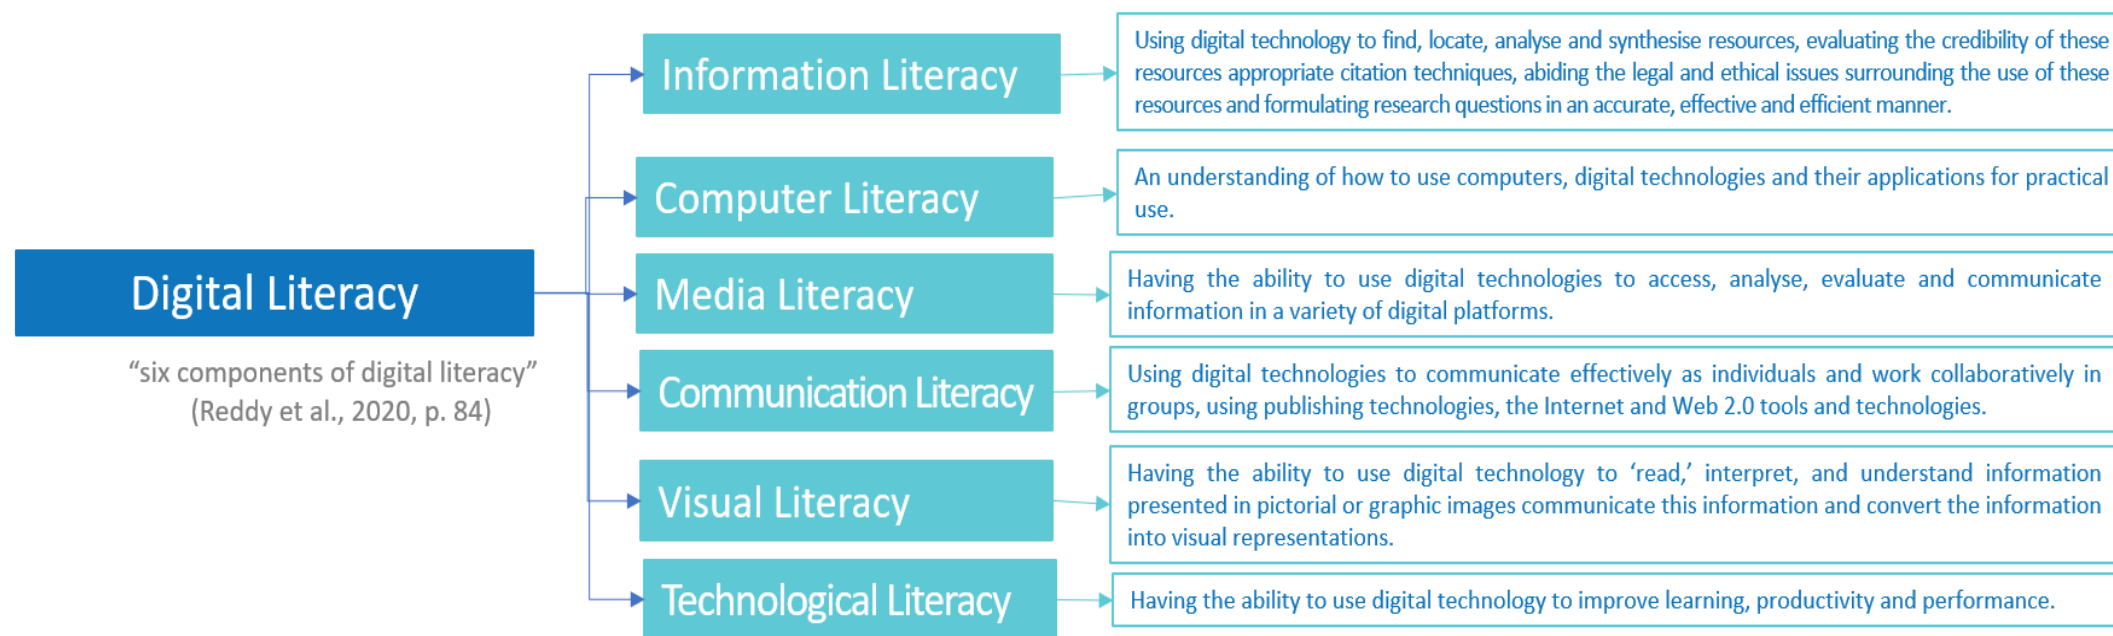 Digital Literacy
“six components of digital literacy”
(Reddy et al., 2020, p. 84)
Information Literacy
Using digital technology to find, locate, analyse and synthesise resources, evaluating the credibility of these
resources appropriate citation techniques, abiding the legal and ethical issues surrounding the use of these
resources and formulating research questions in an accurate, effective and efficient manner.
Computer Literacy
An understanding of how to use computers, digital technologies and their applications for practical
use.
Media Literacy
Having the ability to use digital technologies to access, analyse, evaluate and communicate
information in a variety of digital platforms.
Communication Literacy
Using digital technologies to communicate effectively as individuals and work collaboratively in
groups, using publishing technologies, the Internet and Web 2.0 tools and technologies.
Visual Literacy
Having the ability to use digital technology to ‘read,’ interpret, and understand information
presented in pictorial or graphic images communicate this information and convert the information
into visual representations.
Technological Literacy
Having the ability to use digital technology to improve learning, productivity and performance.